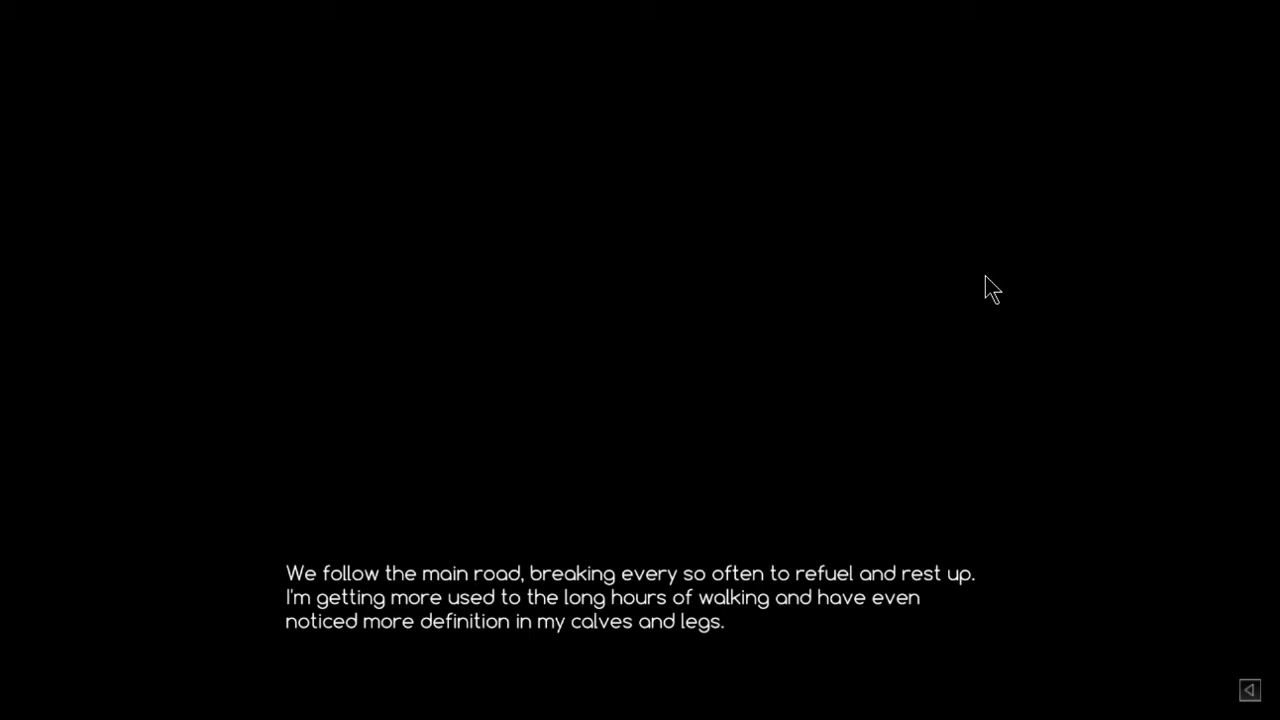 We follow the main road, breaking every so often to refuel and rest up.
I'm getting more used to the long hours of walking and have even
noticed more definition in my calves and legs.